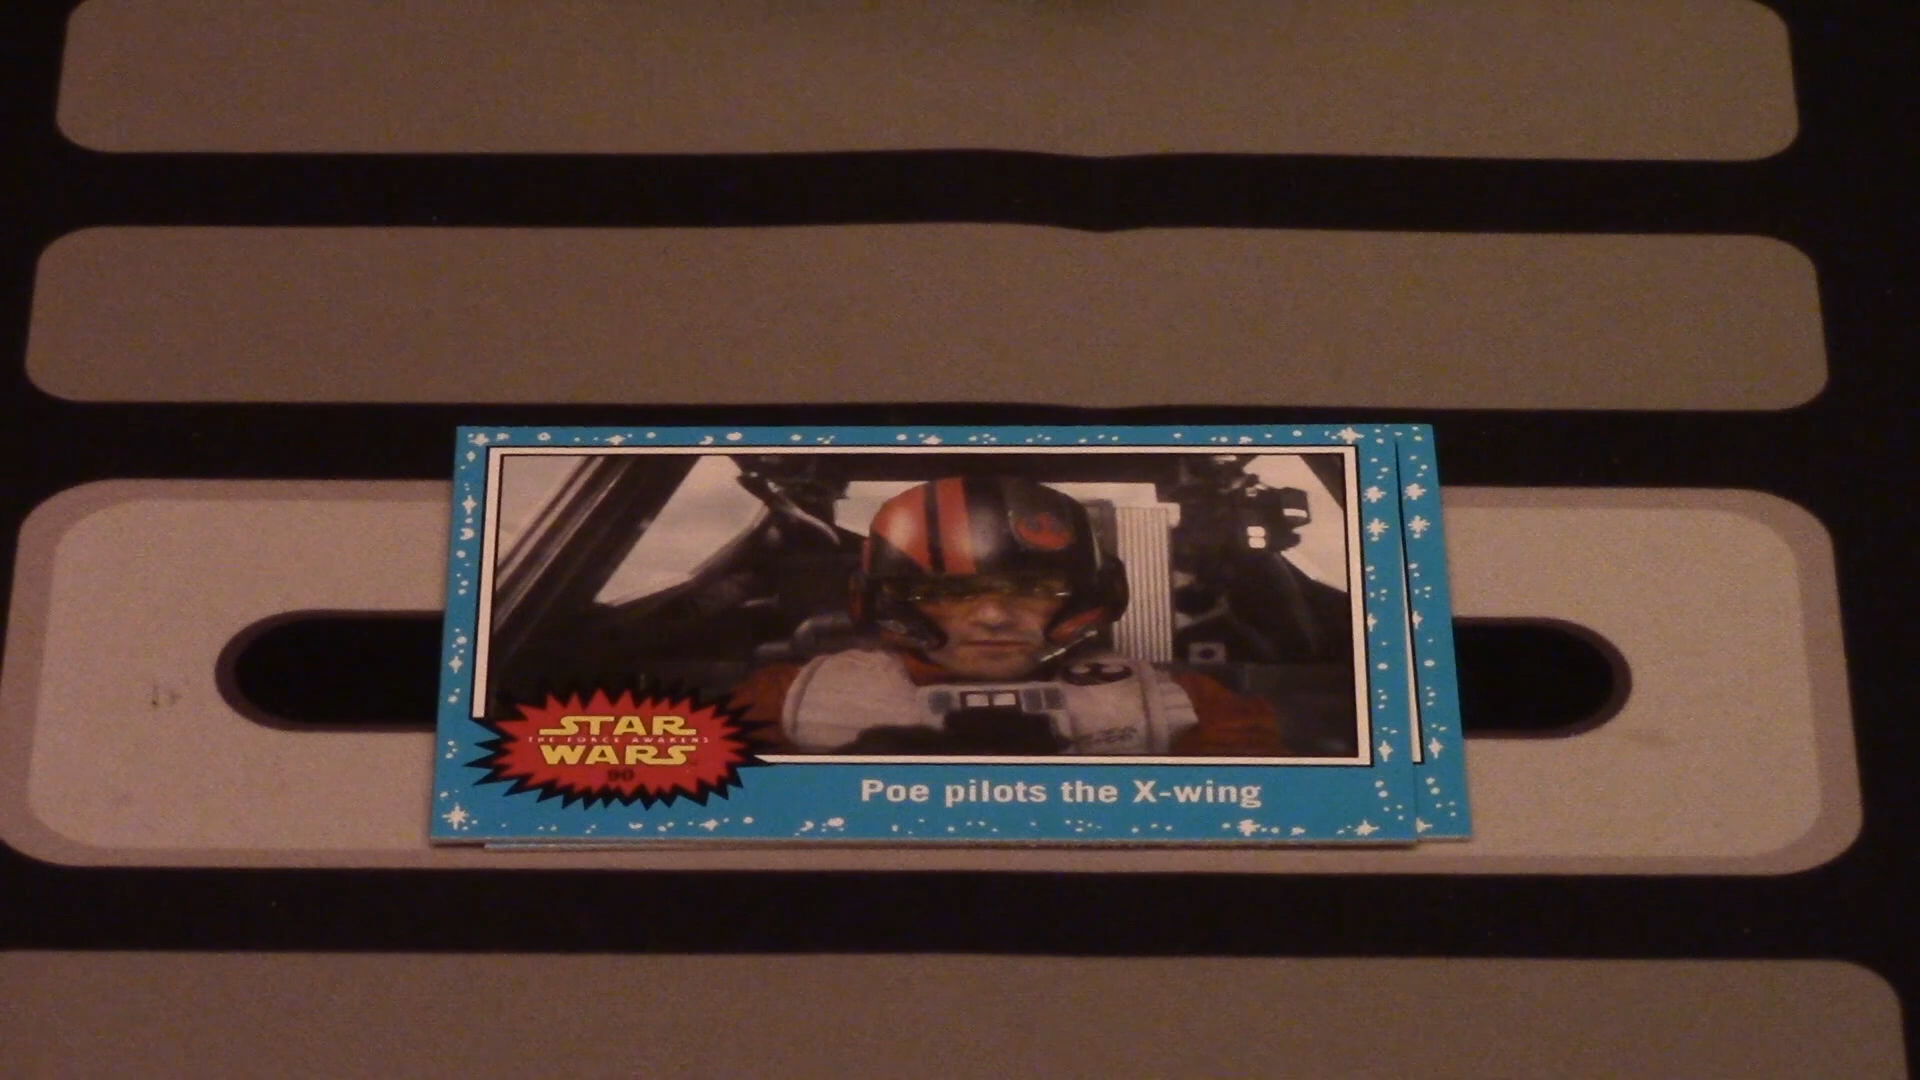 STAR
THE FORCE AWAKENS
WARS
90
Poe pilots the X-wing